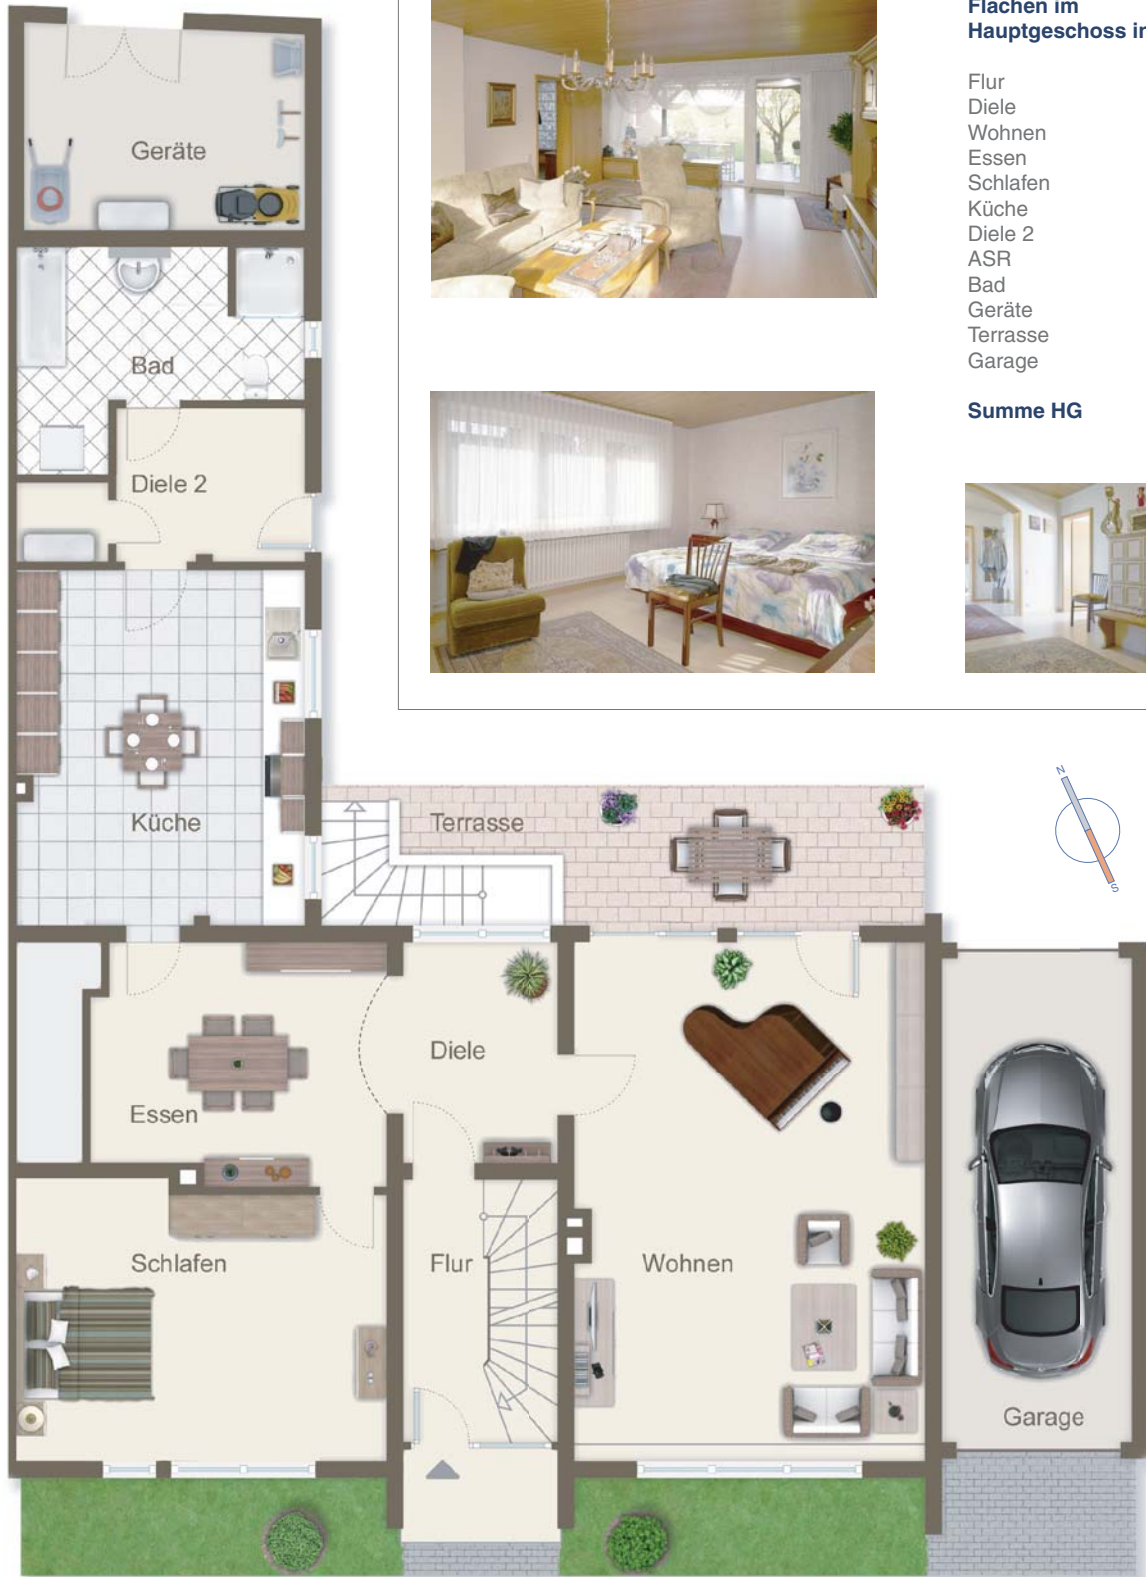 Flächen im
Hauptgeschoss in
Flur
Diele
Wohnen
Essen
Schlafen
Küche
Diele 2
ASR
Bad
Geräte
Terrasse
Garage
Summe HG
Geräte
Bad
Diele 2
Küche
Terrasse
N
S
Diele
Essen
Schlafen
Flur
Wohnen
Garage